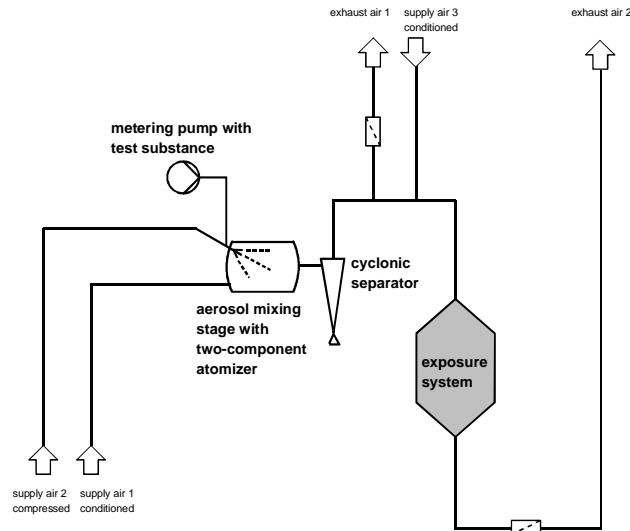 exhaust air 1
supply air 3
conditioned
exhaust air 2
metering pump with
test substance
cyclonic
separator
aerosol mixing
stage with
two-component
atomizer
exposure
system
supply air 2
compressed
supply air 1
conditioned